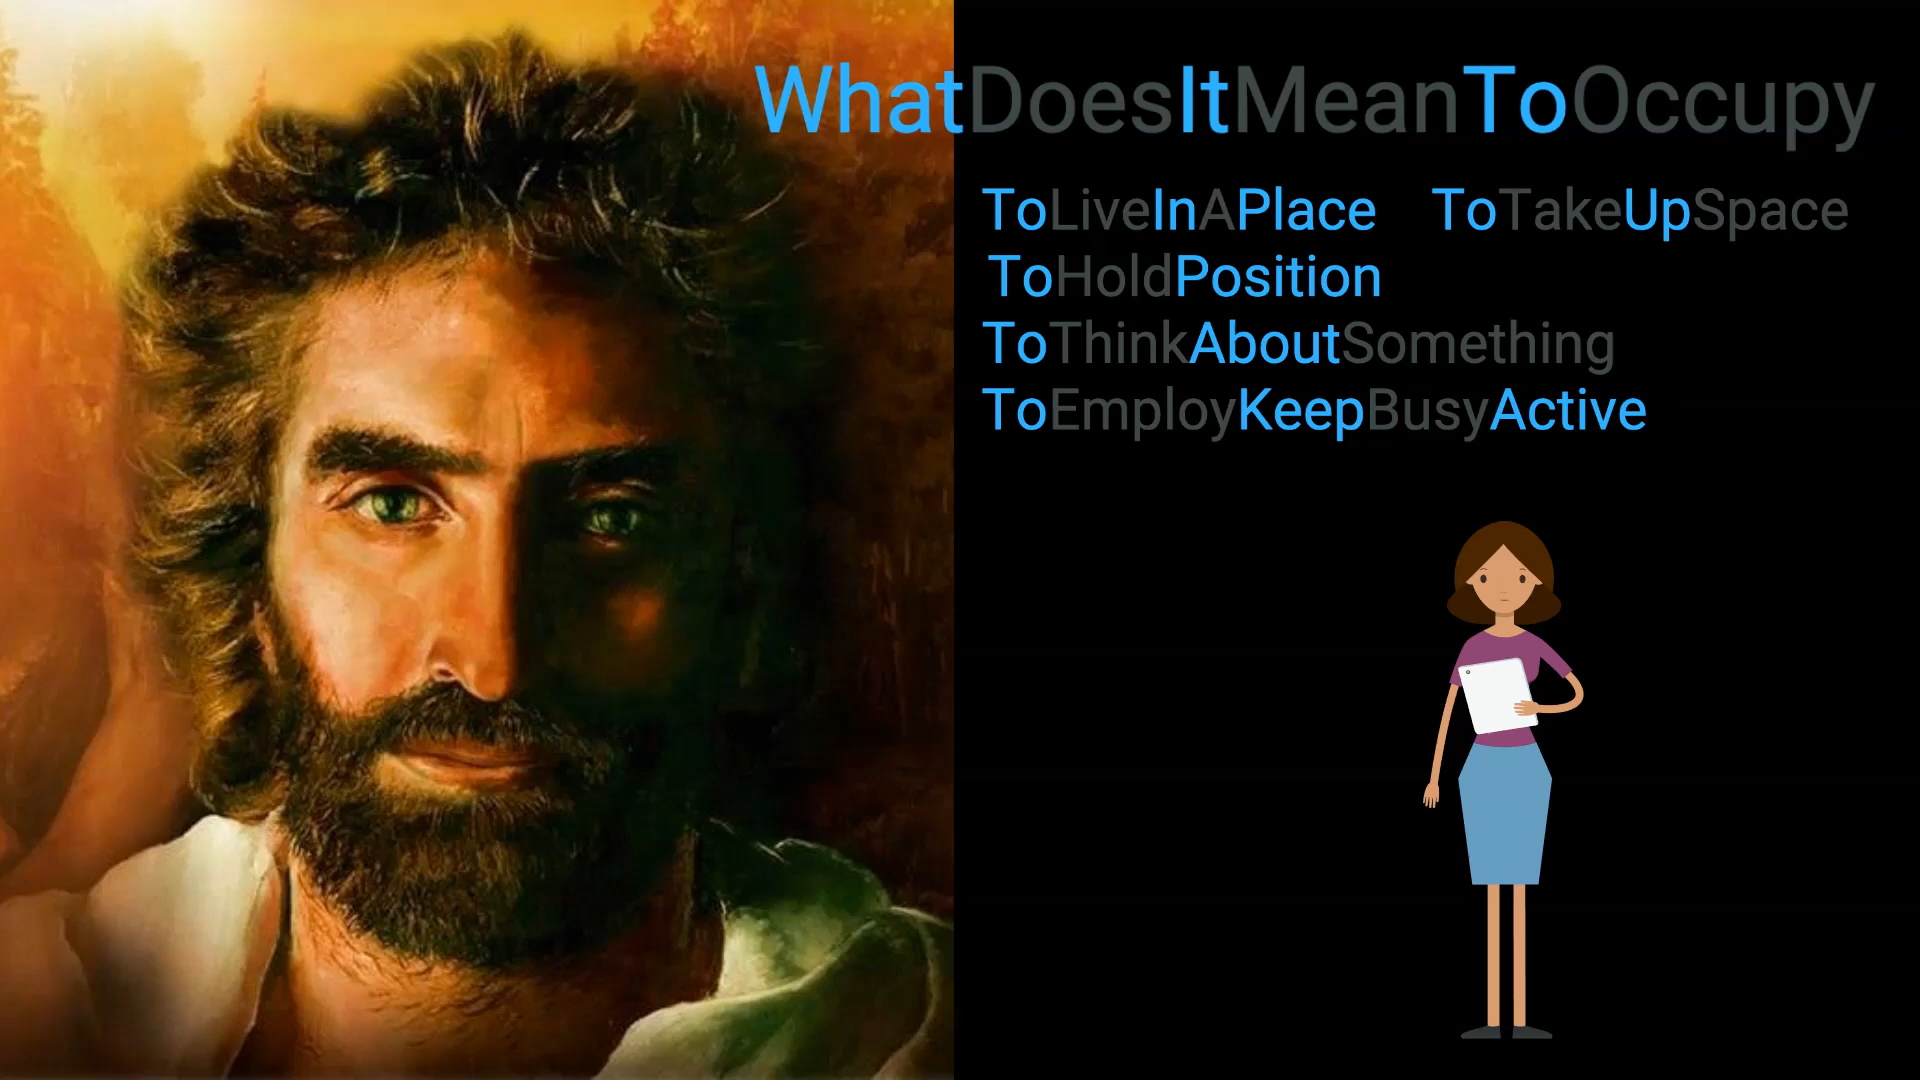 WhatDoesItMeanToOccupy
ToLiveInAPlace ToTakeUpSpace
ToHoldPosition
ToThinkAboutSomething
ToEmployKeepBusyActive